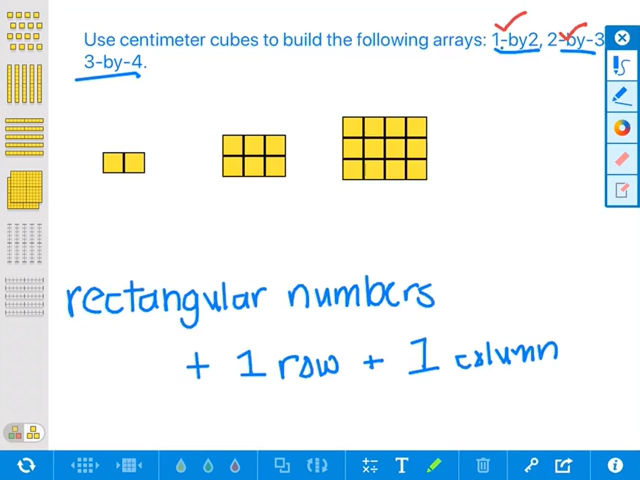 Use centimeter cubes to build the following arrays: 1-by2, 2-by-3
3-by-4.
rectangular numbers
+ 1 row + 1 column
T